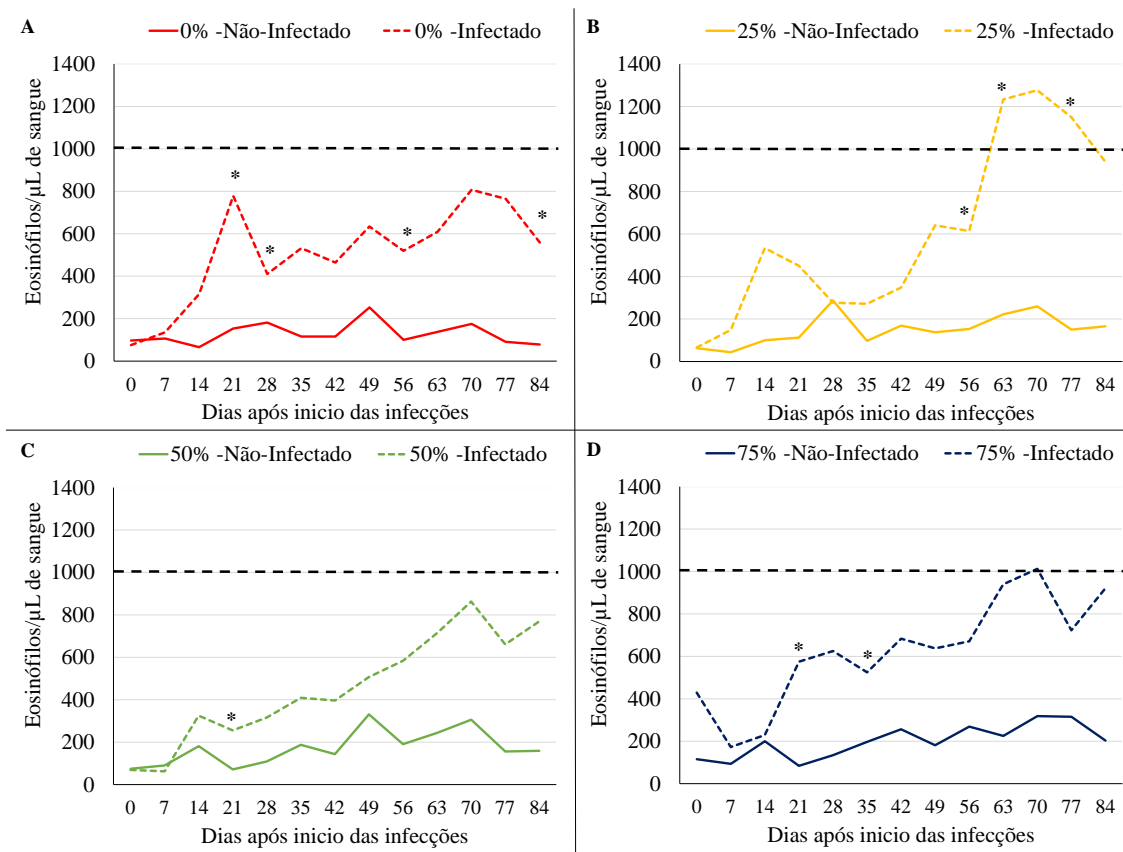 A
0% -Não-Infectado
0% -Infectado
Eosinófilos/µL de sangue
1400
1200
1000
800
600
400
200
0
*
*
*
*
0 7 14 21 28 35 42 49 56 63 70 77 84
Dias após inicio das infecções
B
25% -Não-Infectado
25% -Infectado
Eosinófilos/µL de sangue
1400
1200
1000
800
600
400
200
0
*
*
*
0 7 14 21 28 35 42 49 56 63 70 77 84
Dias após inicio das infecções
C
50% -Não-Infectado
50% -Infectado
Eosinófilos/µL de sangue
1400
1200
1000
800
600
400
200
0
*
0 7 14 21 28 35 42 49 56 63 70 77 84
Dias após inicio das infecções
D
75% -Não-Infectado
75% -Infectado
Eosinófilos/µL de sangue
1400
1200
1000
800
600
400
200
0
*
*
0 7 14 21 28 35 42 49 56 63 70 77 84
Dias após inicio das infecções